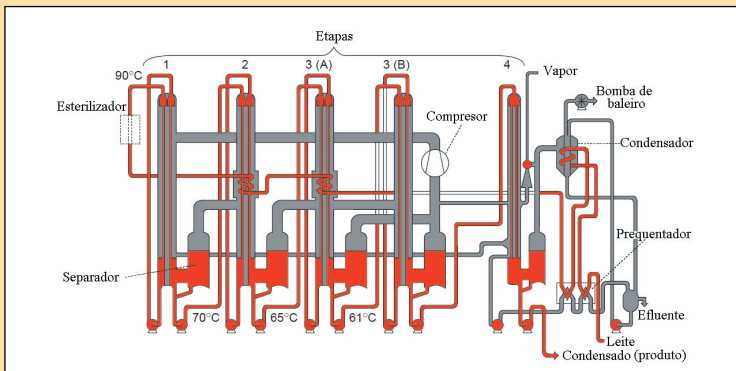 Etapas
1
2
3 (A)
3 (B)
4
90°C
Vapor
Esterilizador
Compresor
Bomba de
baleiro
Condensador
Separador
Prequentador
70°C
65°C
61°C
Efluente
Leite
Condensado (produto)